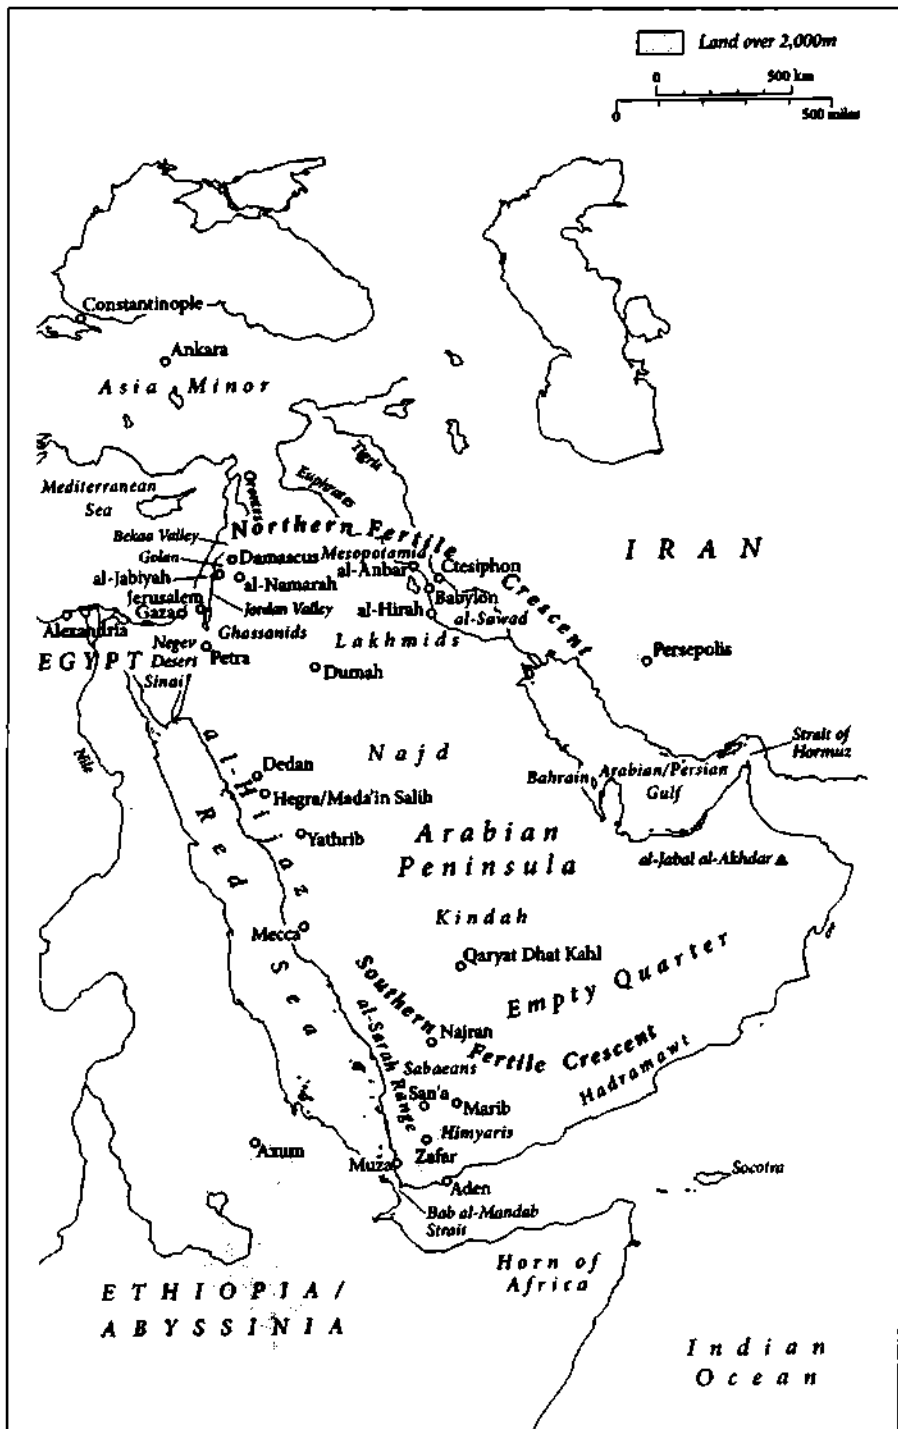 Land over 2,000m
0 500 km
0 500 miles
Constantinople
Ankara
Asia Minor
Tigris
Euphrates
Orontes
Mediterranean
Sea
Northern Fertile Crescent
Bekaa Valley
Golan
Damascus
Mesopotamia
IRAN
al-Jabiyah
al-Namarah
al-Anbar
Ctesiphon
Babylon
Jerusalem
Jordan Valley
al-Hirah
al-Sawad
Gaza
Alexandria
Ghassanids
Lakhmids
Negev
Desert
Sinai
EGYPT
Petra
Dumah
Persepolis
Nile
al-Hijaz
Najd
Strait of
Hormuz
Dedan
Bahrain
Arabian/Persian
Gulf
Hegra/Mada'in Salih
Red Sea
Yathrib
Arabian
Peninsula
al-Jabal al-Akhdar
Kindah
Mecca
Qaryat Dhat Kahl
Empty Quarter
Southern Fertile Crescent
al-Sarah Range
Najran
Sabaeans
Hadramawt
San'a
Marib
Himyaris
Axum
Zafar
Muza
Aden
Socotra
Bab al-Mandab
Strait
Horn of
Africa
ETHIOPIA/
ABYSSINIA
Indian
Ocean